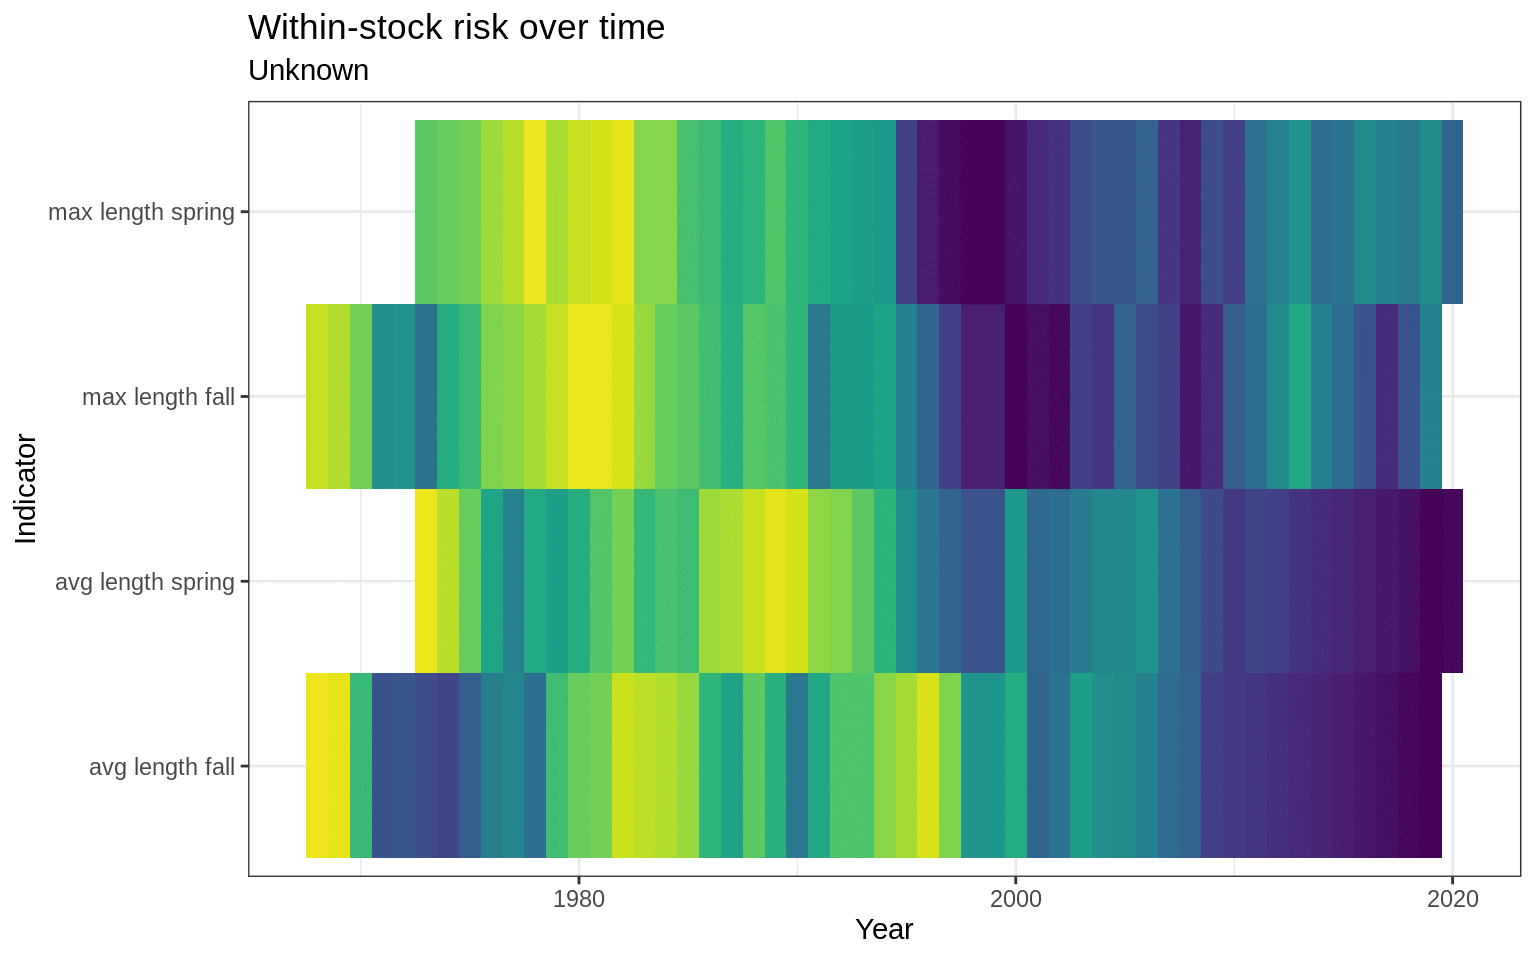 Within-stock risk over time
Unknown
max length spring
max length fall
avg length spring
avg length fall
Indicator
1980
2000
2020
Year